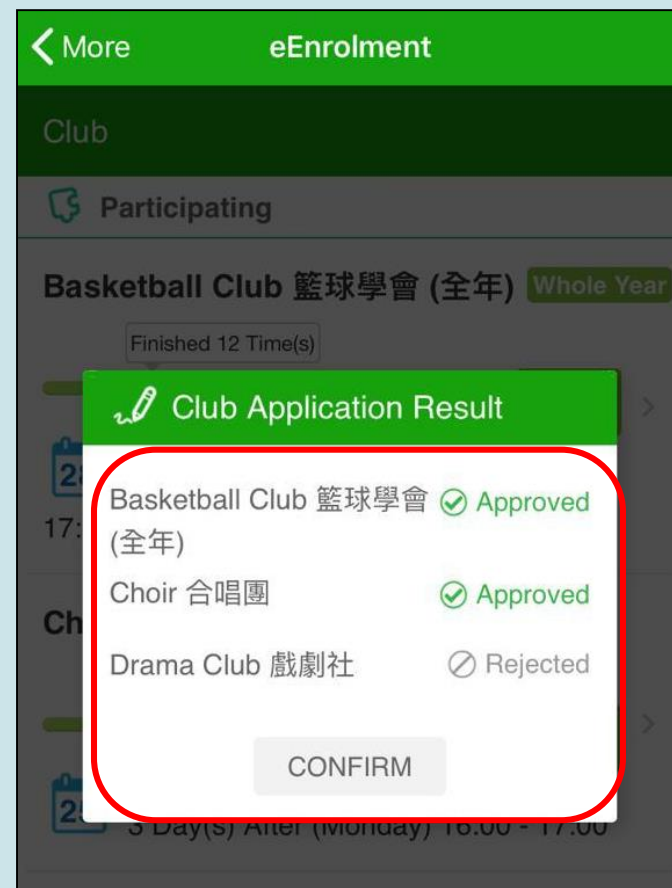 More eEnrolment
Club
Participating
Basketball Club 籃球學會 (全年) Whole Year
Finished 12 Time(s)
Club Application Result
Basketball Club 籃球學會 Approved
(全年)
Choir 合唱團 Approved
Drama Club 戲劇社 Rejected
CONFIRM
17:
Ch
3 Day(s) After (Monday) 16:00 - 17:00